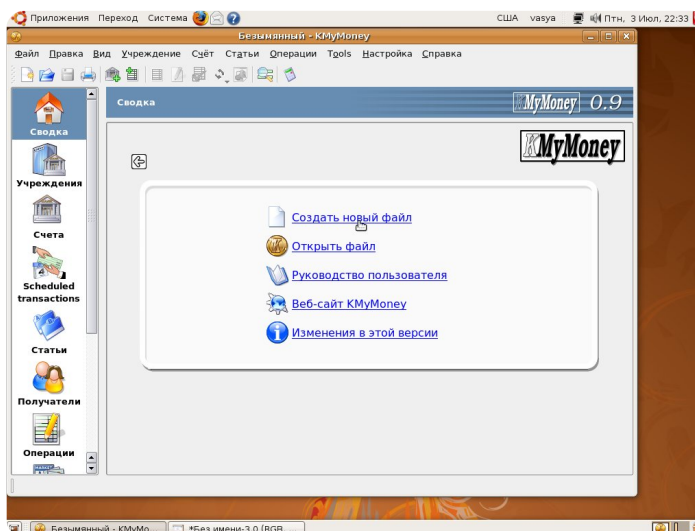 Приложения Переход Система
США vasya Птн, 3 Июл, 22:33
Безымянный - KMyMoney
Файл Правка Вид Учреждение Счёт Статьи Операции Tools Настройка Справка
Сводка
KMyMoney 0.9
Сводка
KMyMoney
Учреждения
Счета
Scheduled
transactions
Статьи
Получатели
Операции
Создать новый файл
Открыть файл
Руководство пользователя
Веб-сайт KMyMoney
Изменения в этой версии
Безымянный - KMyMo...
*Без имени-3.0 (RGB, ...